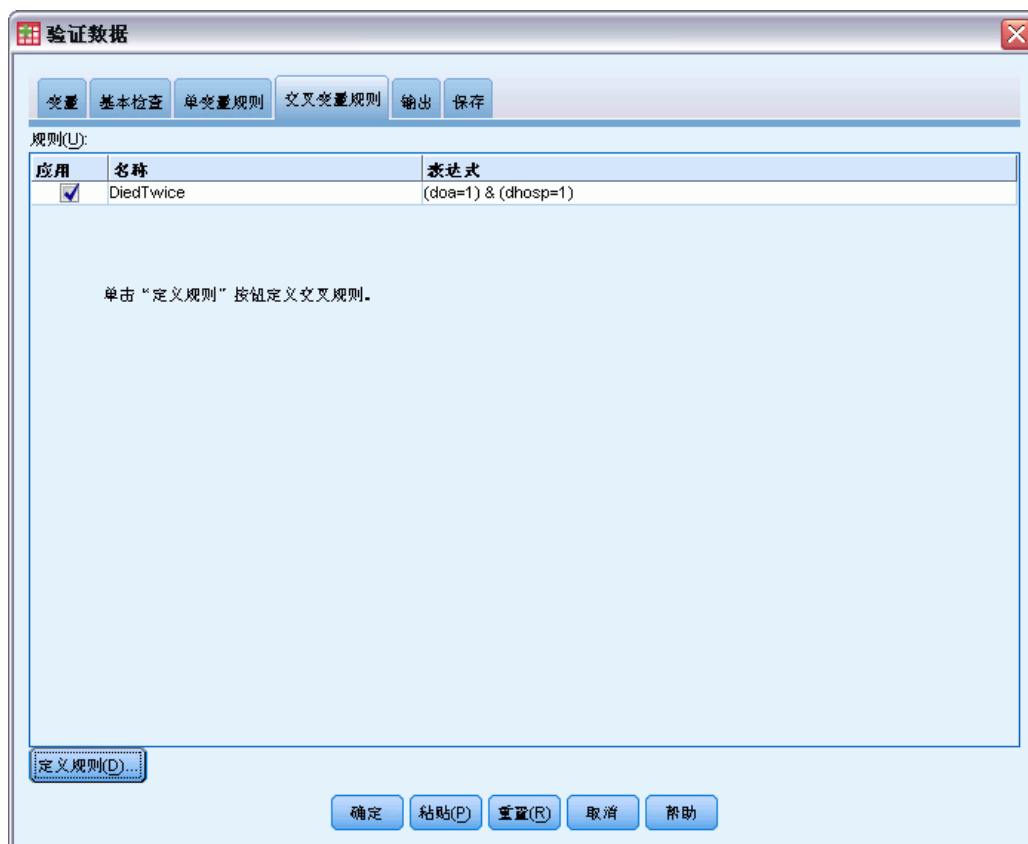 验证数据
变量 基本检查 单变量规则 交叉变量规则 输出 保存
规则(U):
应用 名称 表达式
DiedTwice (doa=1) & (dhosp=1)
单击“定义规则”按钮定义交叉规则。
定义规则(D)...
确定 粘贴(P) 重置(R) 取消 帮助